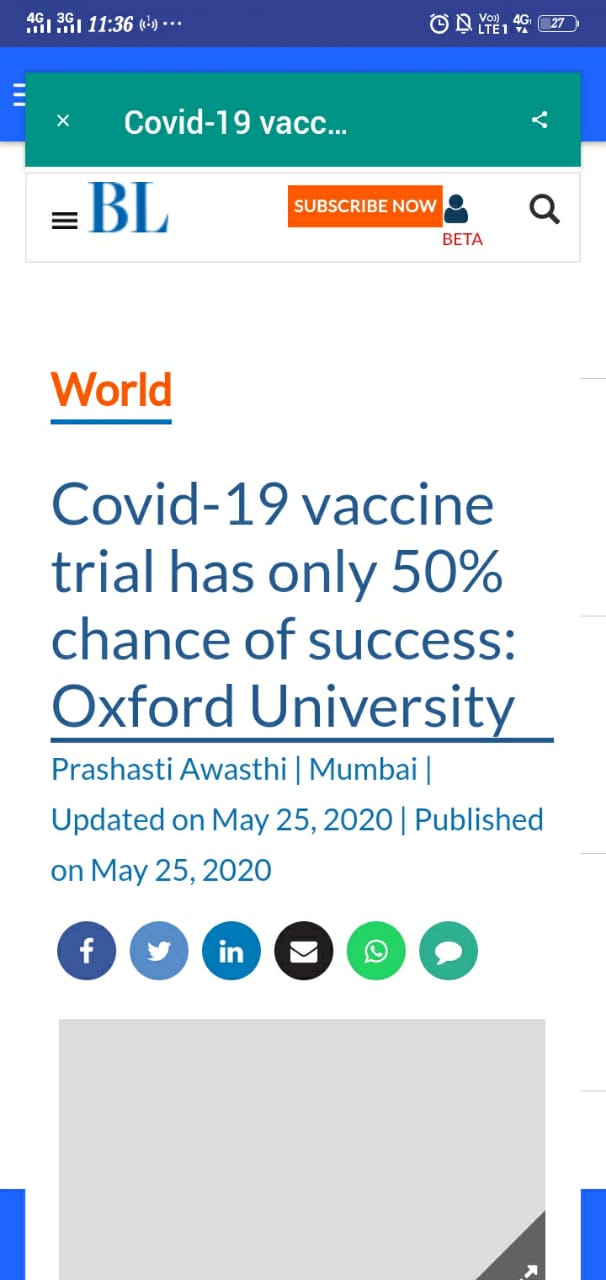 4G 3G 11:36 ... Vo)) LTE1 4G 27
Covid-19 vacc...
BL SUBSCRIBE NOW
BETA
World
Covid-19 vaccine
trial has only 50%
chance of success:
Oxford University
Prashasti Awasthi | Mumbai |
Updated on May 25, 2020 | Published
on May 25, 2020
f in